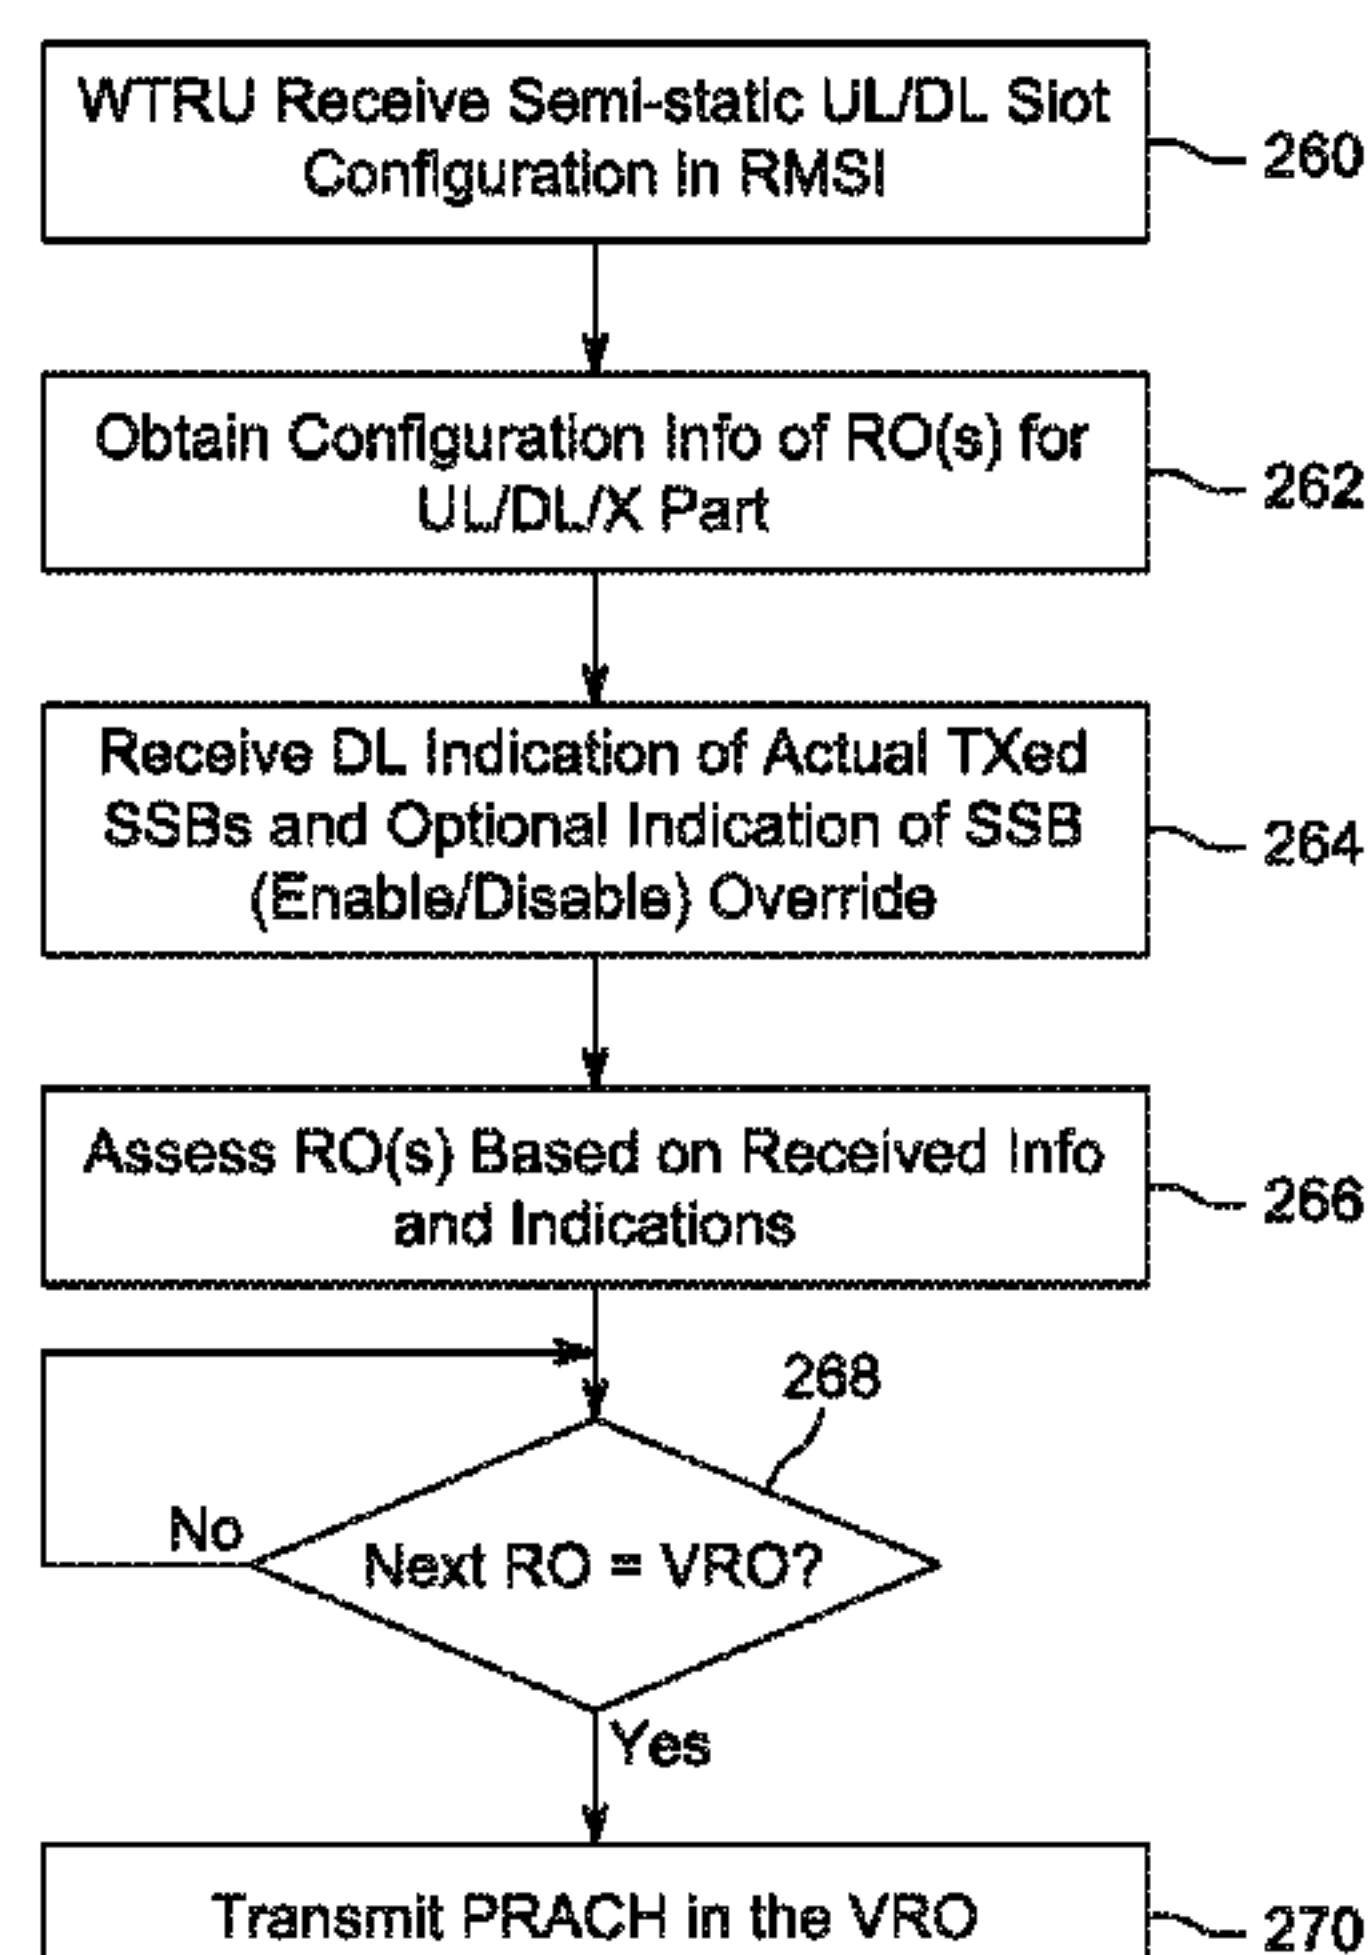 WTRU Receive Semi-static UL/DL Slot
Configuration in RMSI
260
Obtain Configuration Info of RO(s) for
UL/DL/X Part
262
Receive DL Indication of Actual TXed
SSBs and Optional Indication of SSB
(Enable/Disable) Override
264
Assess RO(s) Based on Received Info
and Indications
266
268
No
Next RO = VRO?
Yes
Transmit PRACH in the VRO
270